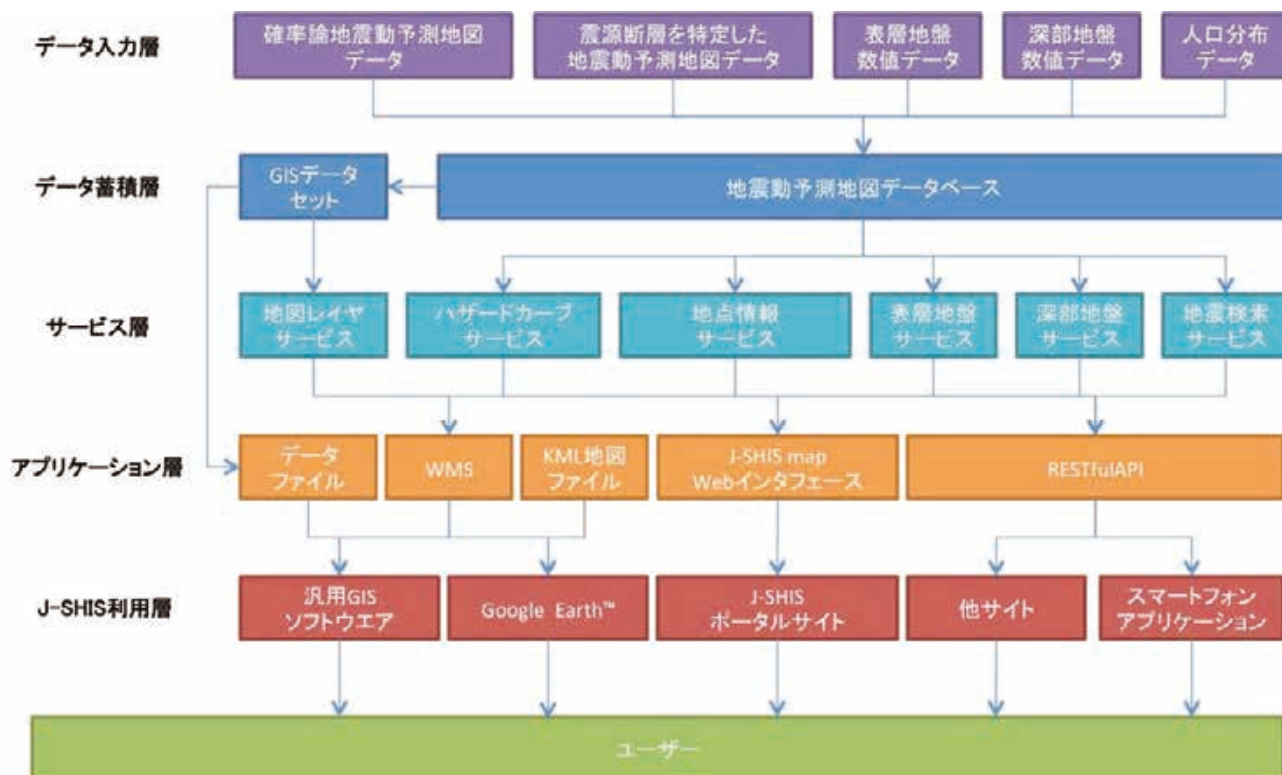 データ入力層
確率論地震動予測地図
データ
震源断層を特定した
地震動予測地図データ
表層地盤
数値データ
深部地盤
数値データ
人口分布
データ
データ蓄積層
GISデータ
セット
地震動予測地図データベース
サービス層
地図レイヤ
サービス
ハザードカーブ
サービス
地点情報
サービス
表層地盤
サービス
深部地盤
サービス
地震検索
サービス
アプリケーション層
データ
ファイル
WMS
KML地図
ファイル
J-SHIS map
Webインタフェース
RESTfulAPI
J-SHIS利用層
汎用GIS
ソフトウエア
Google Earth™
J-SHIS
ポータルサイト
他サイト
スマートフォン
アプリケーション
ユーザー